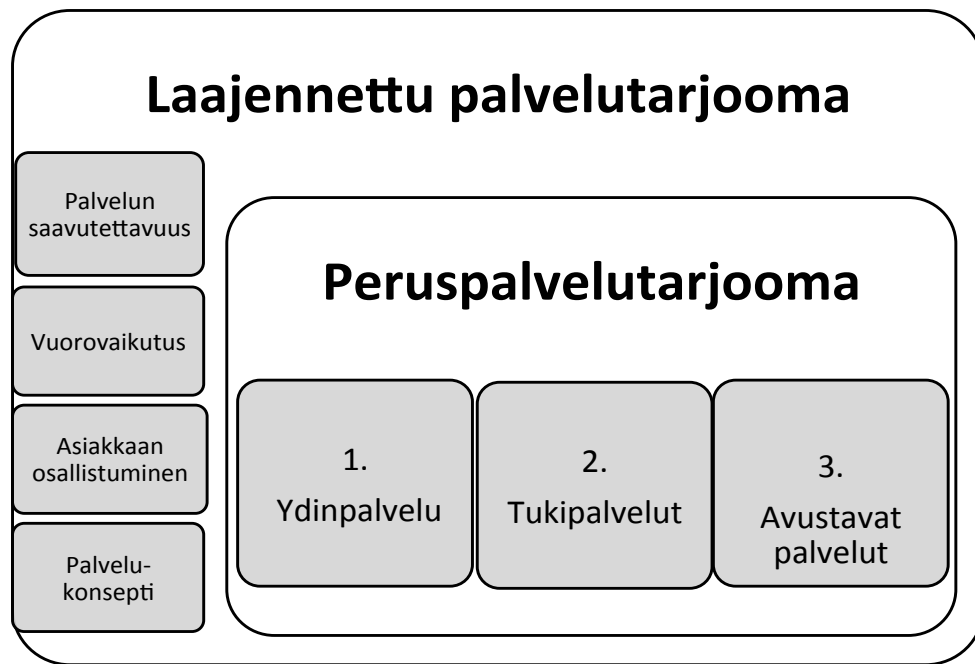 Laajennettu palvelutarjooma
Palvelun
saavutettavuus
Vuorovaikutus
Asiakkaan
osallistuminen
Palvelu-
konsepti
Peruspalvelutarjooma
1.
Ydinpalvelu
2.
Tukipalvelut
3.
Avustavat
palvelut